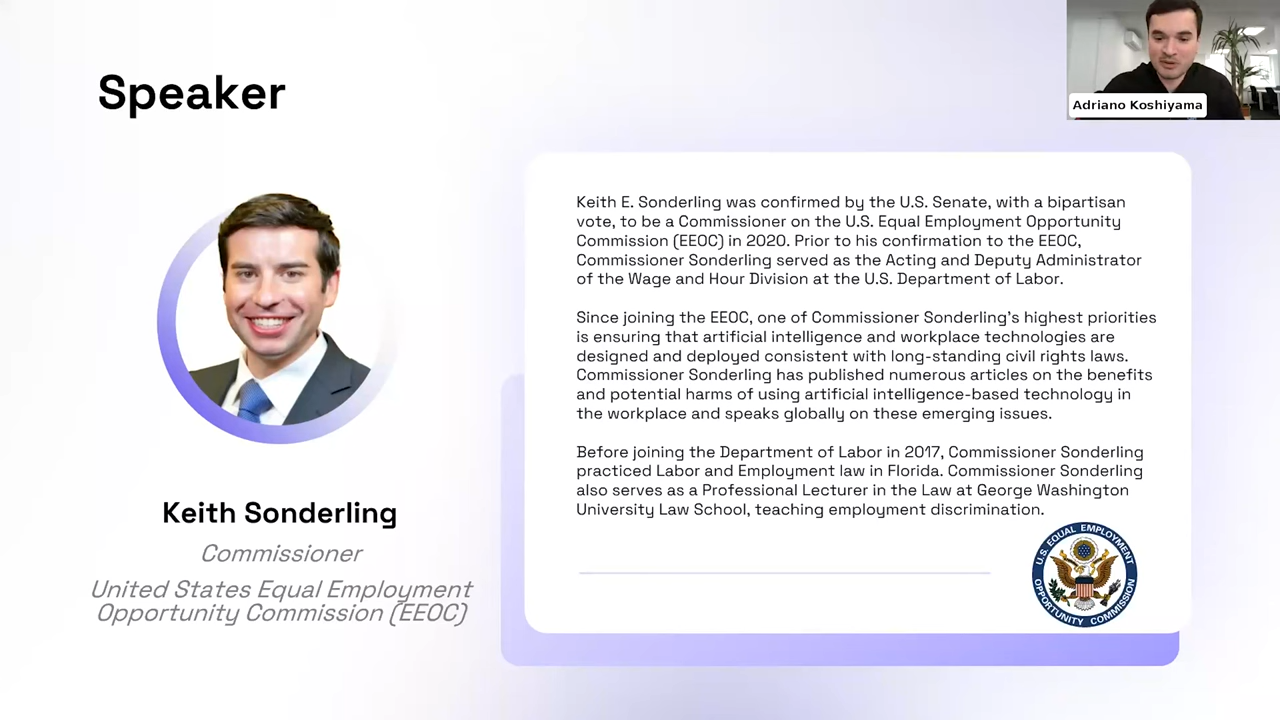 Speaker
Adriano Koshiyama
Keith E. Sonderling was confirmed by the U.S. Senate, with a bipartisan
vote, to be a Commissioner on the U.S. Equal Employment Opportunity
Commission (EEOC) in 2020. Prior to his confirmation to the EEOC,
Commissioner Sonderling served as the Acting and Deputy Administrator
of the Wage and Hour Division at the U.S. Department of Labor.
Since joining the EEOC, one of Commissioner Sonderling's highest priorities
is ensuring that artificial intelligence and workplace technologies are
designed and deployed consistent with long-standing civil rights laws.
Commissioner Sonderling has published numerous articles on the benefits
and potential harms of using artificial intelligence-based technology in
the workplace and speaks globally on these emerging issues.
Before joining the Department of Labor in 2017, Commissioner Sonderling
practiced Labor and Employment law in Florida. Commissioner Sonderling
also serves as a Professional Lecturer in the Law at George Washington
University Law School, teaching employment discrimination.
Keith Sonderling
Commissioner
United States Equal Employment
Opportunity Commission (EEOC)
U.S. EQUAL EMPLOYMENT
OPPORTUNITY COMMISSION